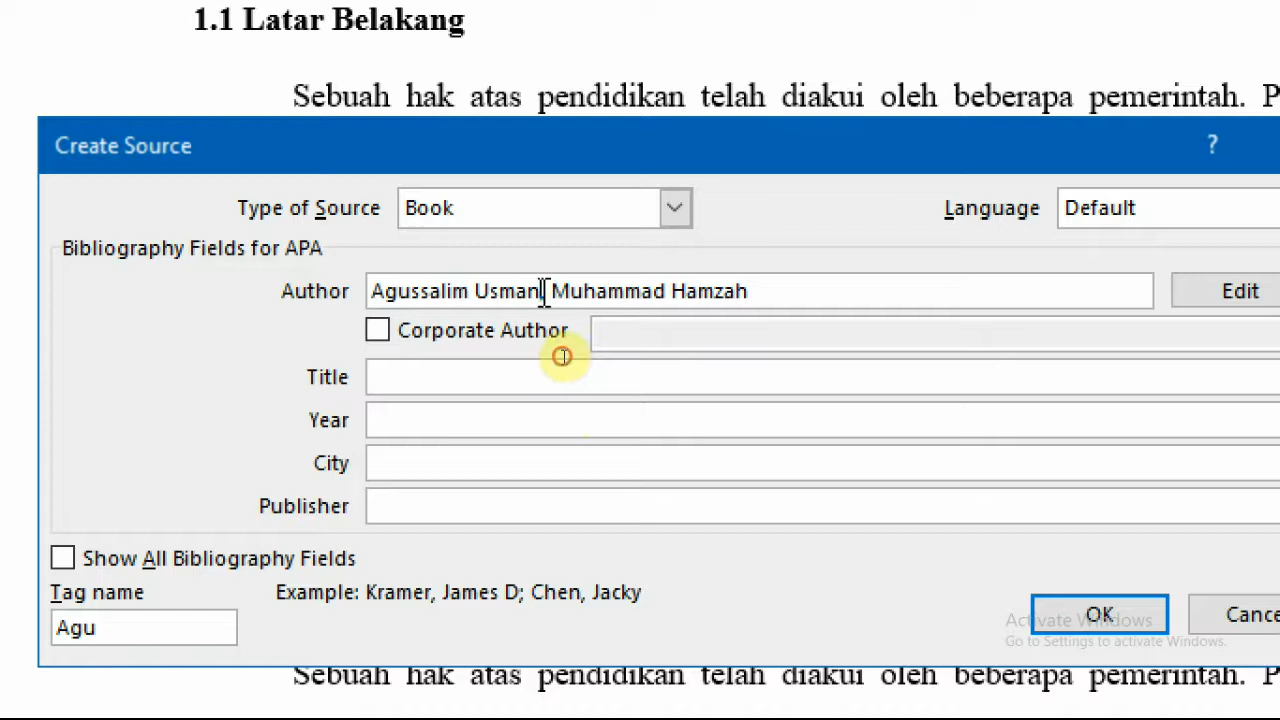 1.1 Latar Belakang
Sebuah hak atas pendidikan telah diakui oleh beberapa pemerintah. P
Create Source ?
Type of Source Book Language Default
Bibliography Fields for APA
Author Agussalim Usman, Muhammad Hamzah Edit
Corporate Author
Title
Year
City
Publisher
Show All Bibliography Fields
Tag name Example: Kramer, James D; Chen, Jacky
Agu
OK Cance
Activate Windows
Go to Settings to activate Windows.
Sebuah hak atas pendidikan telah diakui oleh beberapa pemerintah. P